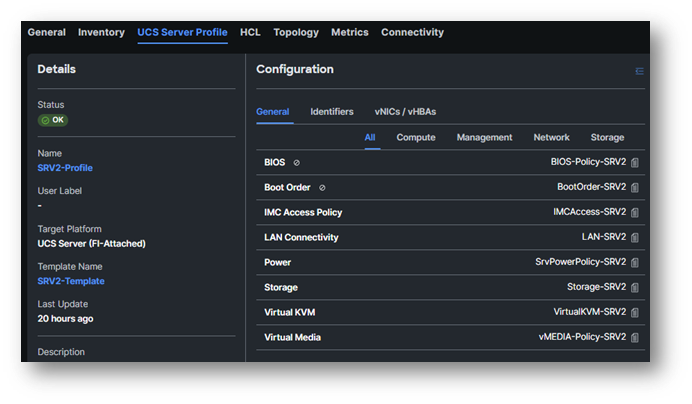 General Inventory UCS Server Profile HCL Topology Metrics Connectivity
Details
Status
OK
Name
SRV2-Profile
User Label
-
Target Platform
UCS Server (FI-Attached)
Template Name
SRV2-Template
Last Update
20 hours ago
Description
Configuration
General Identifiers vNICs / vHBAs
All Compute Management Network Storage
BIOS BIOS-Policy-SRV2
Boot Order BootOrder-SRV2
IMC Access Policy IMCAccess-SRV2
LAN Connectivity LAN-SRV2
Power SrvPowerPolicy-SRV2
Storage Storage-SRV2
Virtual KVM VirtualKVM-SRV2
Virtual Media vMEDIA-Policy-SRV2